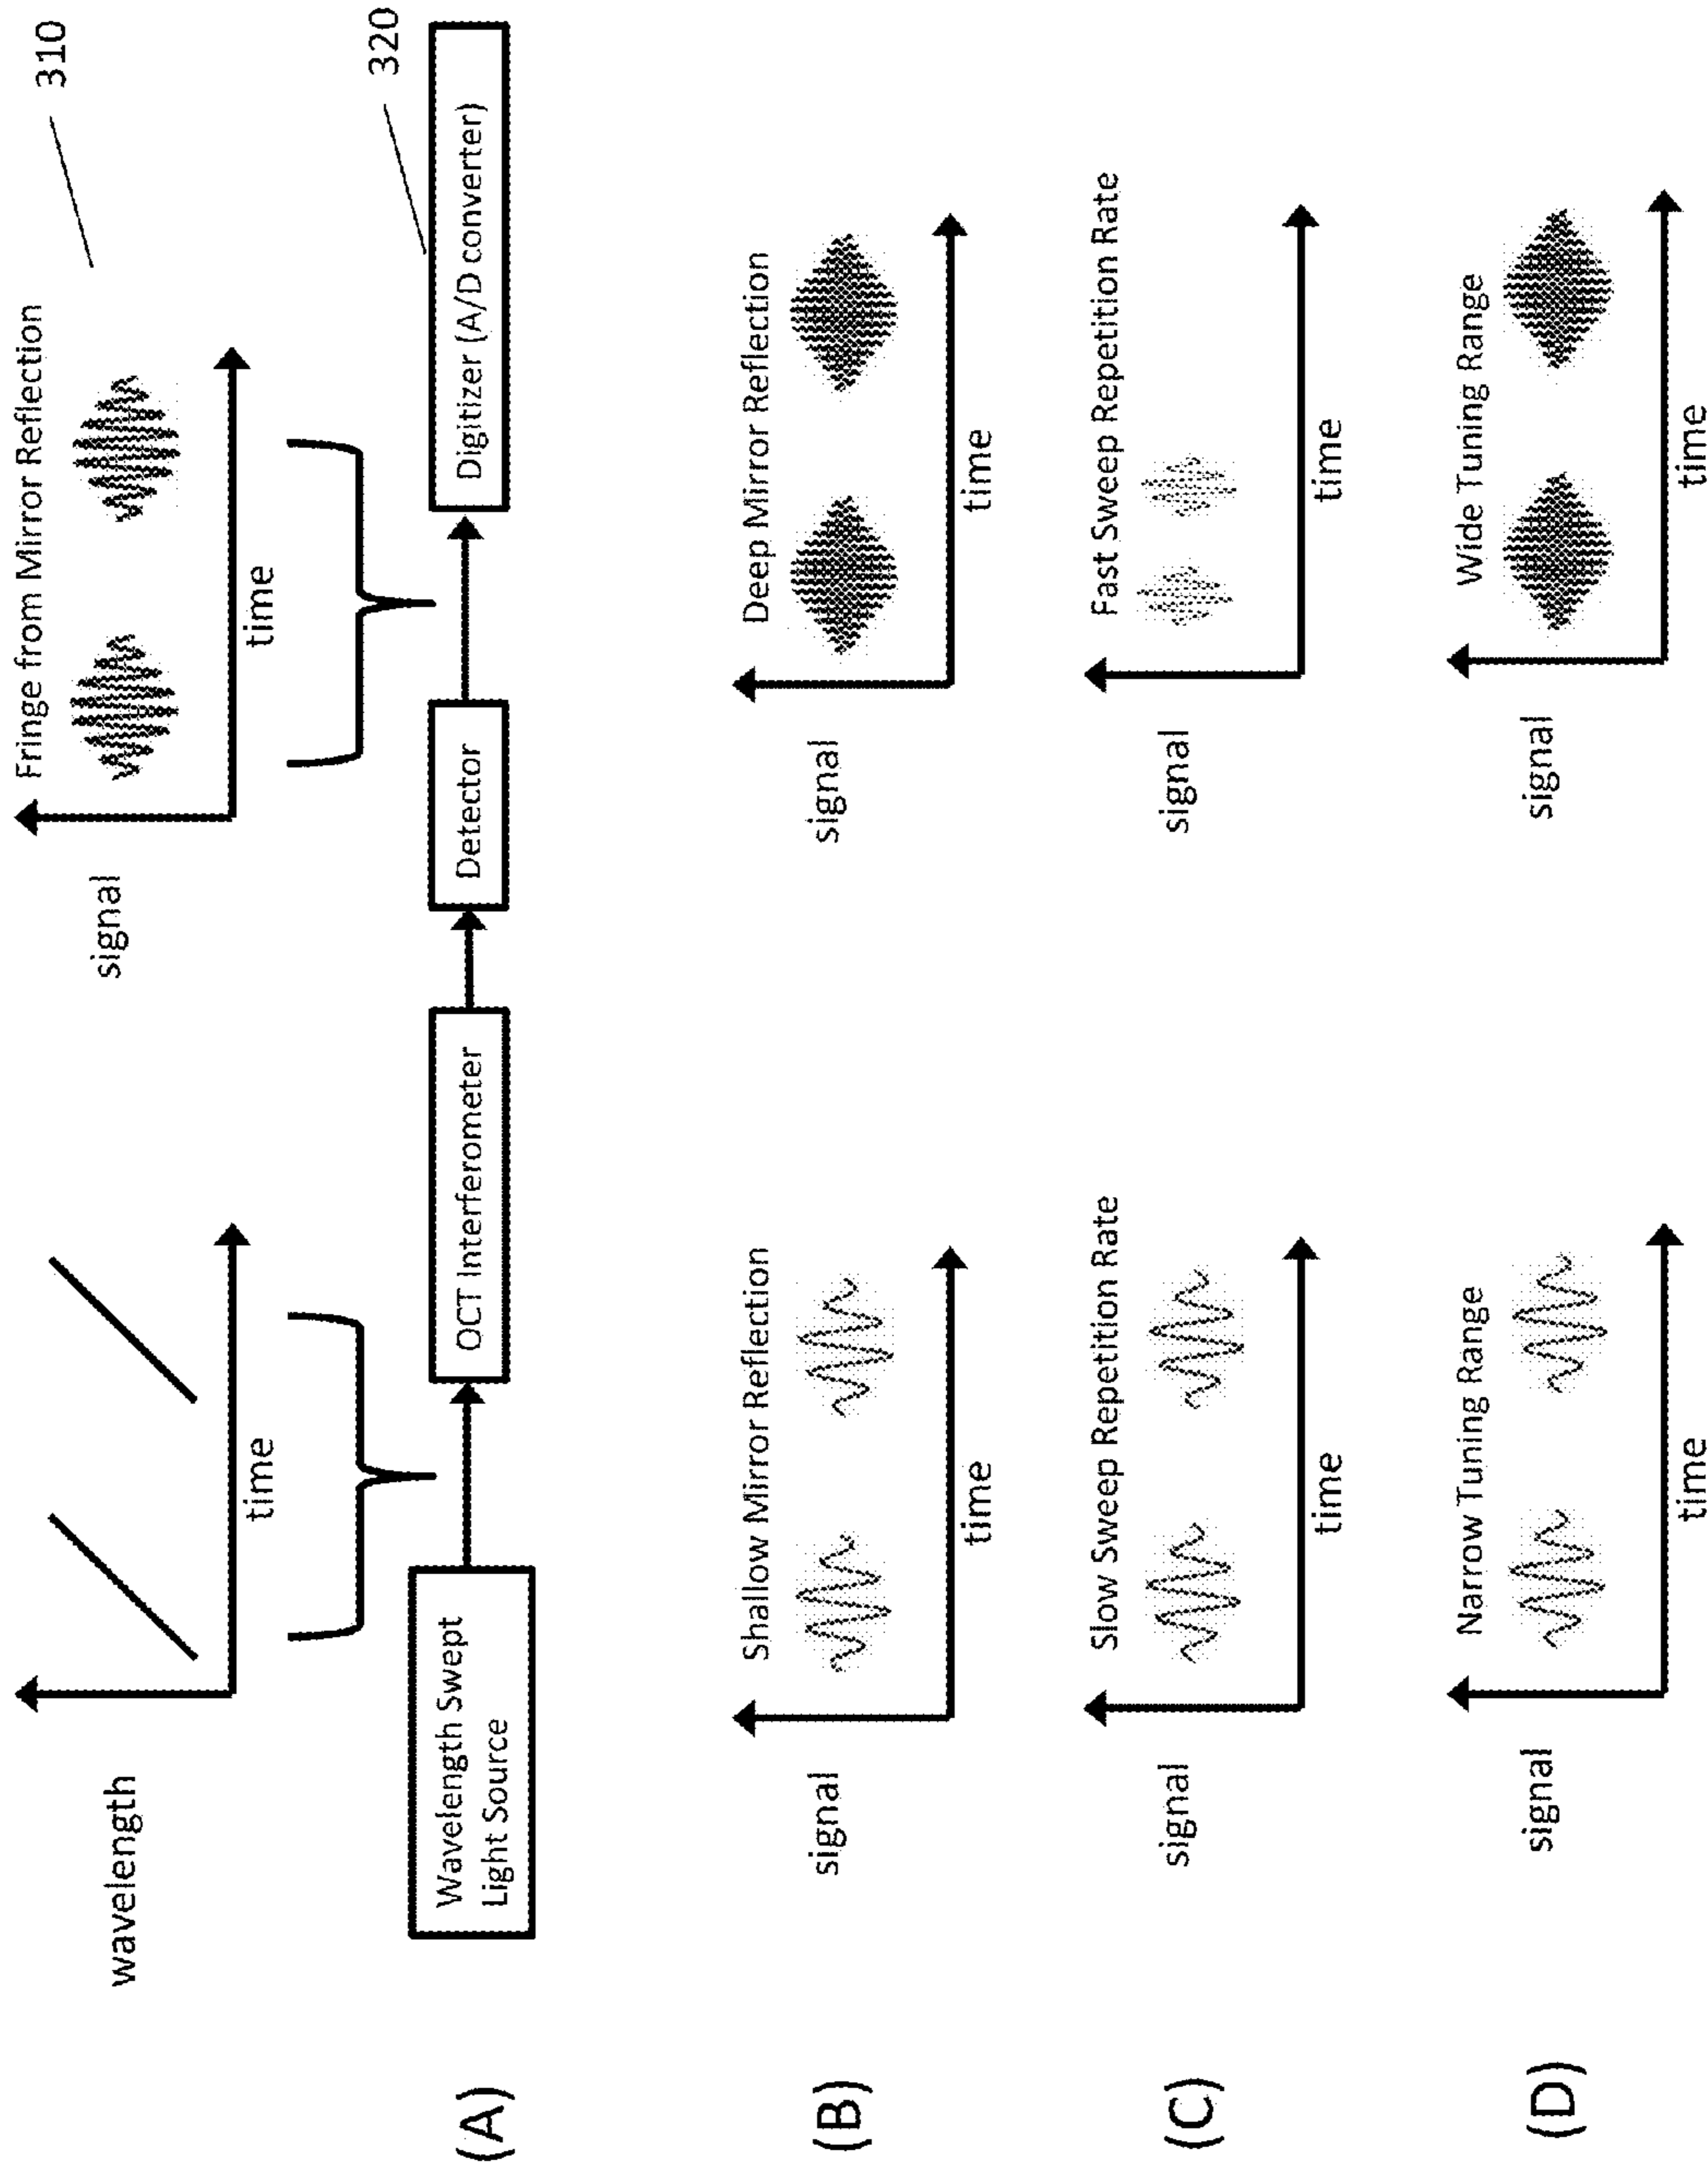 Fringe from Mirror Reflection
310
wavelength
signal
time
time
320
(A)
Wavelength Swept
Light Source
OCT Interferometer
Detector
Digitizer (A/D converter)
Shallow Mirror Reflection
Deep Mirror Reflection
(B)
signal
signal
time
time
Slow Sweep Repetition Rate
Fast Sweep Repetition Rate
(C)
signal
signal
time
time
Narrow Tuning Range
Wide Tuning Range
(D)
signal
signal
time
time